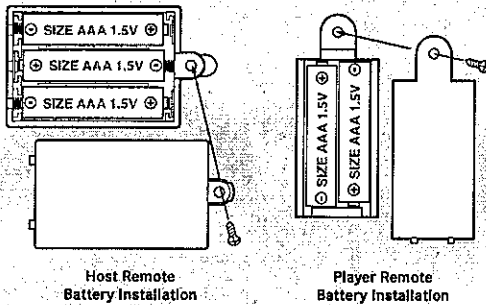 ⊖ SIZE AAA 1.5V ⊕
⊕ SIZE AAA 1.5V ⊖
⊖ SIZE AAA 1.5V ⊕
⊖ SIZE AAA 1.5V ⊕
⊕ SIZE AAA 1.5V ⊖
Host Remote
Battery Installation
Player Remote
Battery Installation